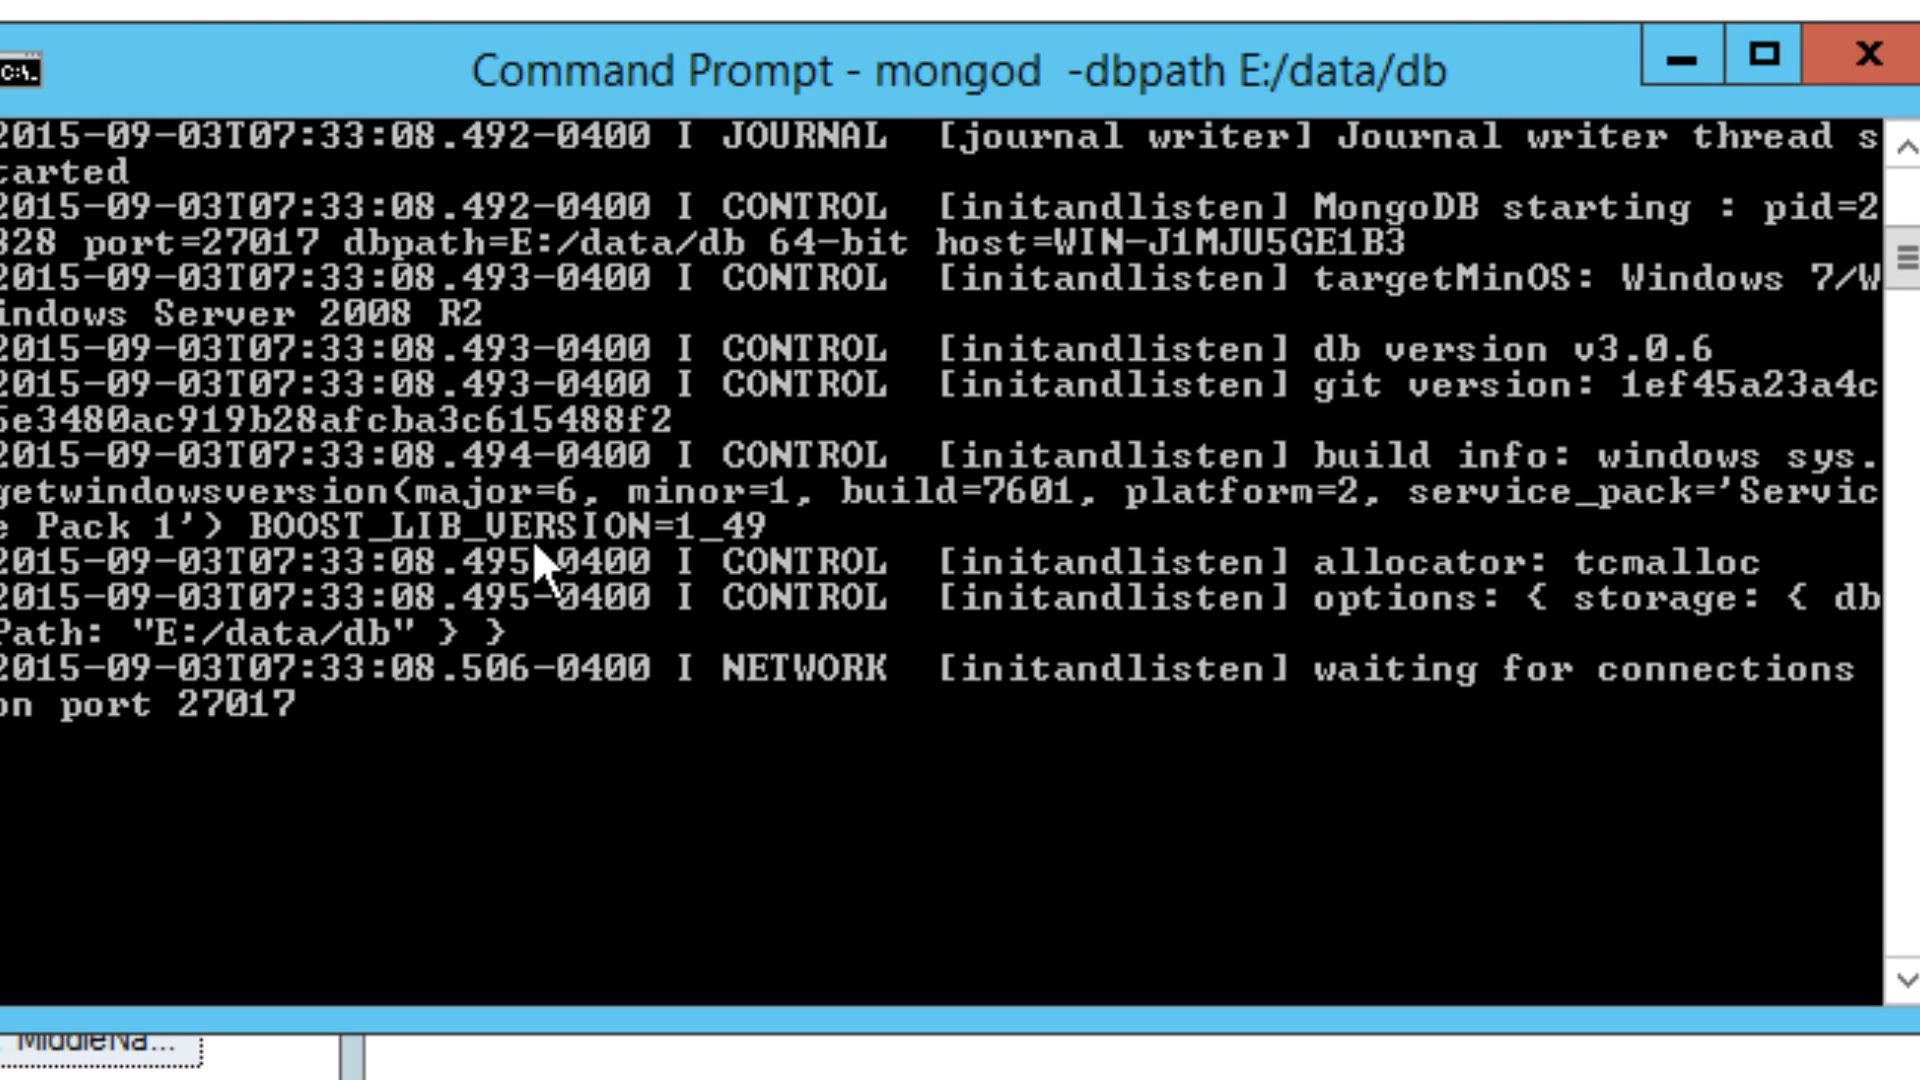 C:\.
Command Prompt - mongod  -dbpath E:/data/db
2015-09-03T07:33:08.492-0400 I JOURNAL  [journal writer] Journal writer thread s
tarted
2015-09-03T07:33:08.492-0400 I CONTROL  [initandlisten] MongoDB starting : pid=2
828 port=27017 dbpath=E:/data/db 64-bit host=WIN-J1MJU5GE1B3
2015-09-03T07:33:08.493-0400 I CONTROL  [initandlisten] targetMinOS: Windows 7/W
indows Server 2008 R2
2015-09-03T07:33:08.493-0400 I CONTROL  [initandlisten] db version v3.0.6
2015-09-03T07:33:08.493-0400 I CONTROL  [initandlisten] git version: 1ef45a23a4c
5e3480ac919b28afcba3c615488f2
2015-09-03T07:33:08.494-0400 I CONTROL  [initandlisten] build info: windows sys.
getwindowsversion(major=6, minor=1, build=7601, platform=2, service_pack='Servic
e Pack 1') BOOST_LIB_VERSION=1_49
2015-09-03T07:33:08.495-0400 I CONTROL  [initandlisten] allocator: tcmalloc
2015-09-03T07:33:08.495-0400 I CONTROL  [initandlisten] options: { storage: { db
Path: "E:/data/db" } }
2015-09-03T07:33:08.506-0400 I NETWORK  [initandlisten] waiting for connections
on port 27017
MiddleNa...